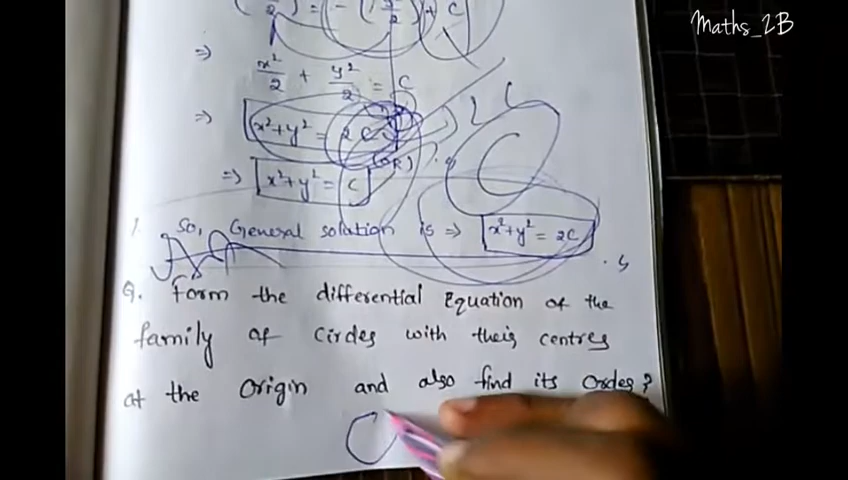 Maths_2B
=>
x²/2 + y²/2 = C
=> x²+y² = 2C
(OR)
=> x²+y² = C
So, General solution is => x²+y² = 2C
Q. Form the differential Equation of the
family of Circles with their centres
at the Origin and also find its Order?